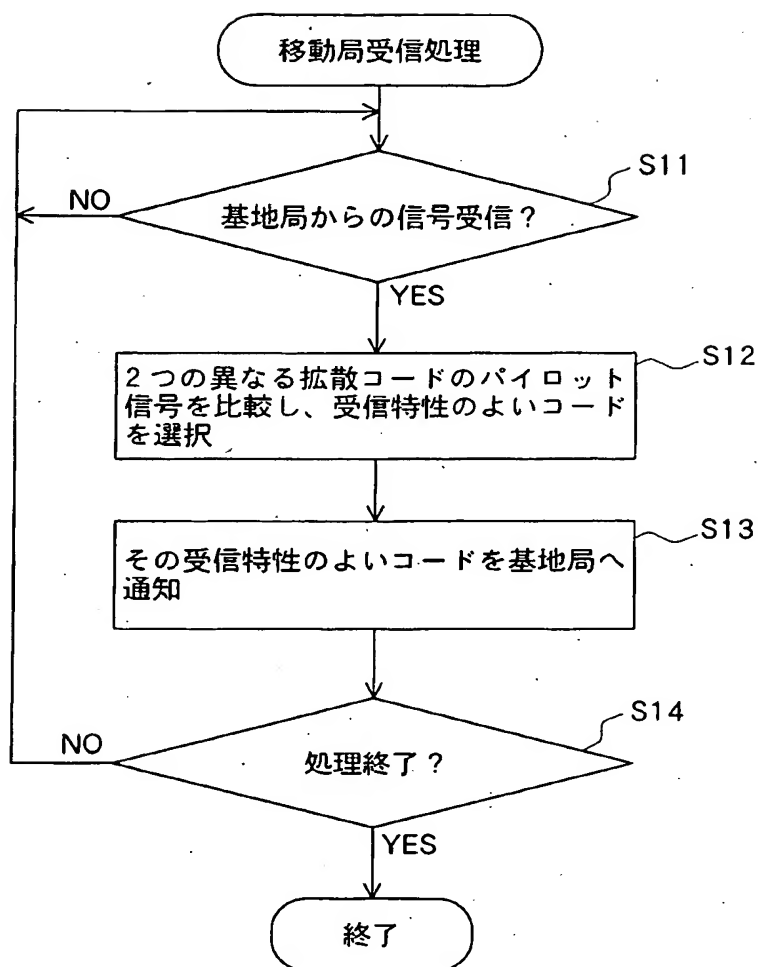 移動局受信処理
S11
NO
基地局からの信号受信？
YES
S12
2つの異なる拡散コードのパイロット
信号を比較し、受信特性のよいコード
を選択
S13
その受信特性のよいコードを基地局へ
通知
S14
NO
処理終了？
YES
終了